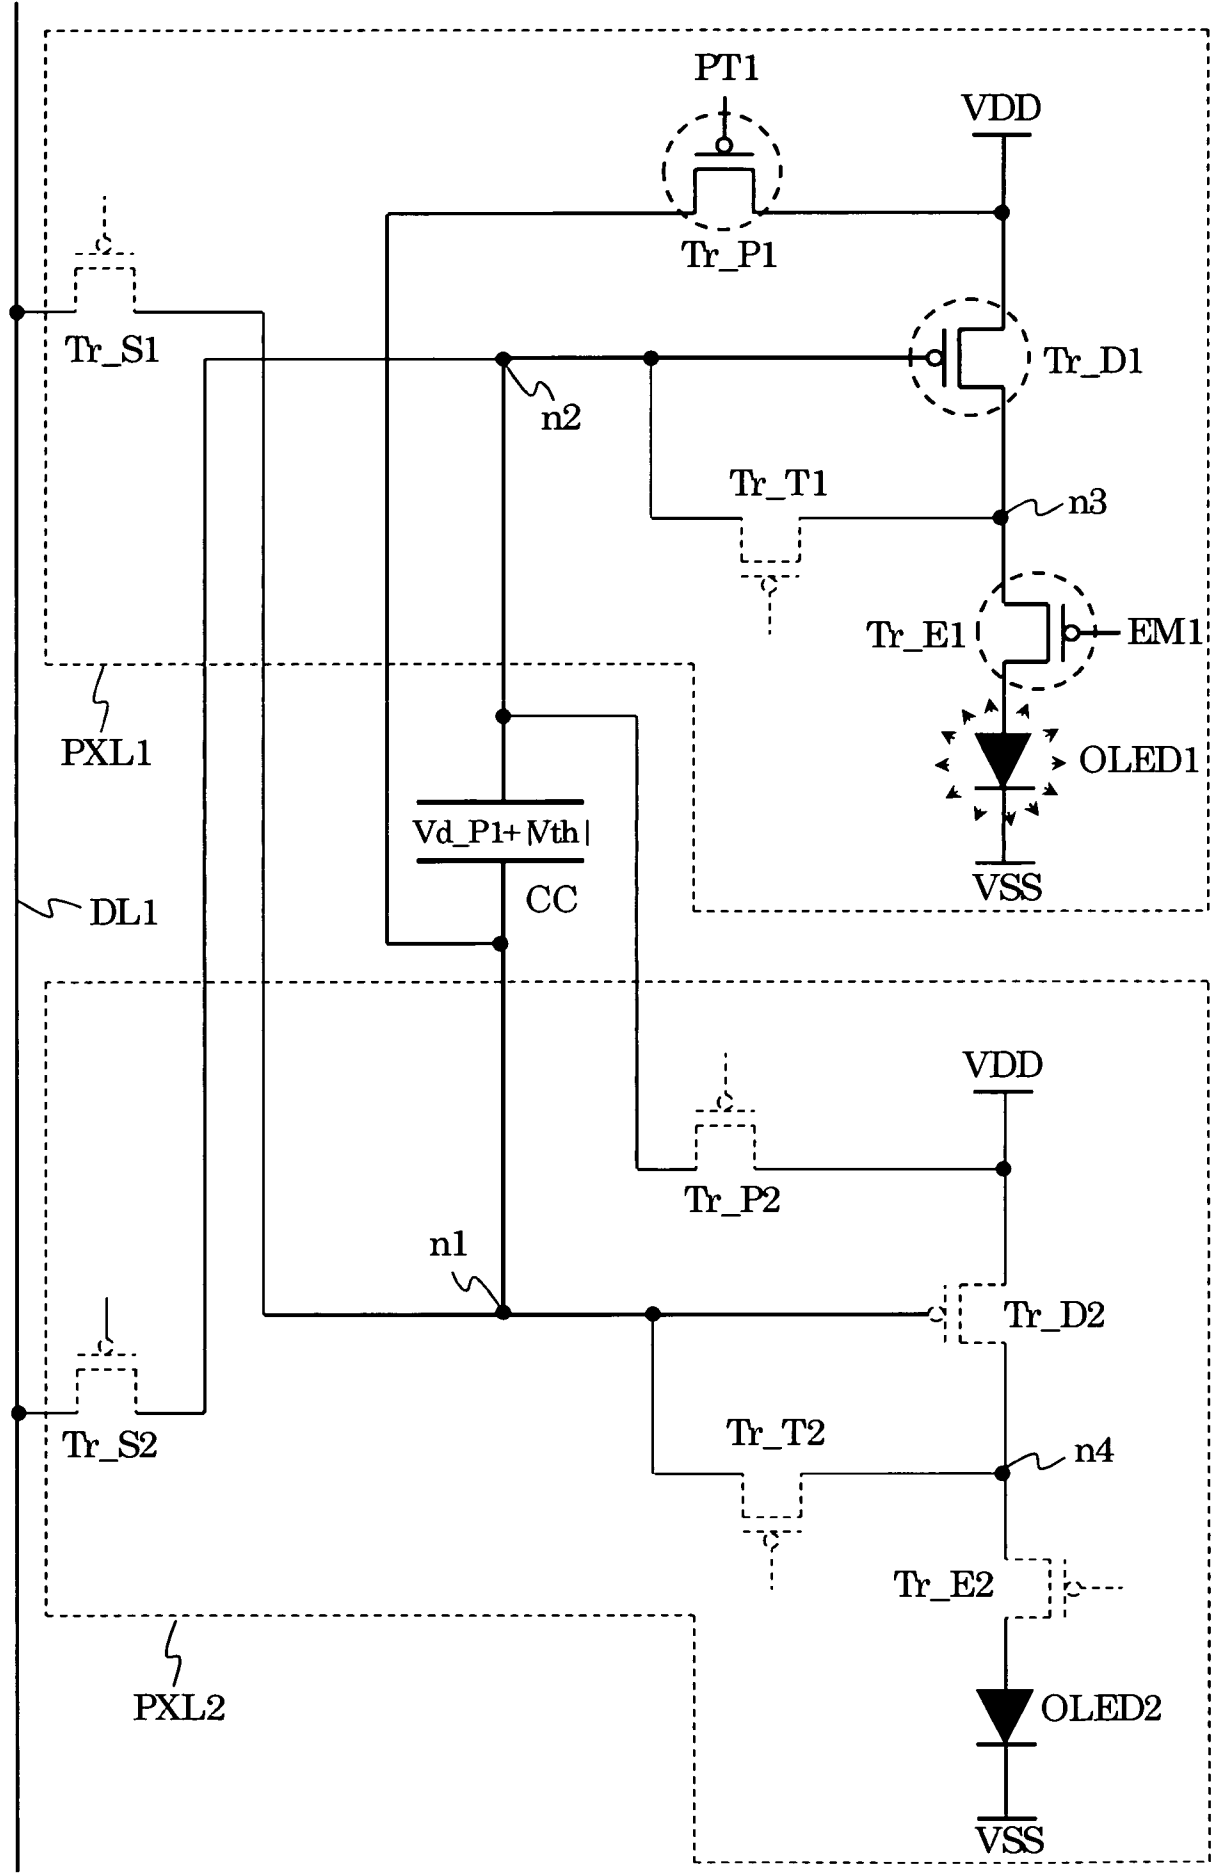 PT1
VDD
Tr_P1
Tr_S1
Tr_D1
n2
Tr_T1
n3
Tr_E1
EM1
PXL1
OLED1
Vd_P1+|Vth|
CC
VSS
DL1
VDD
Tr_P2
n1
Tr_D2
Tr_S2
Tr_T2
n4
Tr_E2
PXL2
OLED2
VSS